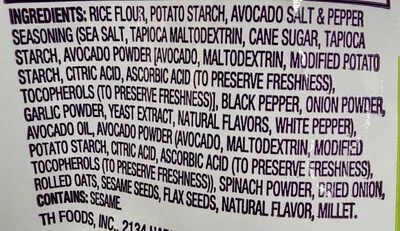 INGREDIENTS: RICE FLOUR, POTATO STARCH, AVOCADO SALT & PEPPER
SEASONING (SEA SALT, TAPIOCA MALTODEXTRIN, CANE SUGAR, TAPIOCA
STARCH, AVOCADO POWDER [AVOCADO, MALTODEXTRIN, MODIFIED POTATO
STARCH, CITRIC ACID, ASCORBIC ACID (TO PRESERVE FRESHNESS),
TOCOPHEROLS (TO PRESERVE FRESHNESS)], BLACK PEPPER, ONION POWDER,
GARLIC POWDER, YEAST EXTRACT, NATURAL FLAVORS, WHITE PEPPER),
AVOCADO OIL, AVOCADO POWDER (AVOCADO, MALTODEXTRIN, MODIFIED
POTATO STARCH, CITRIC ACID, ASCORBIC ACID (TO PRESERVE FRESHNESS),
TOCOPHEROLS (TO PRESERVE FRESHNESS)), SPINACH POWDER, DRIED ONION,
ROLLED OATS, SESAME SEEDS, FLAX SEEDS, NATURAL FLAVOR, MILLET.
CONTAINS: SESAME
TH FOODS, INC., 2134